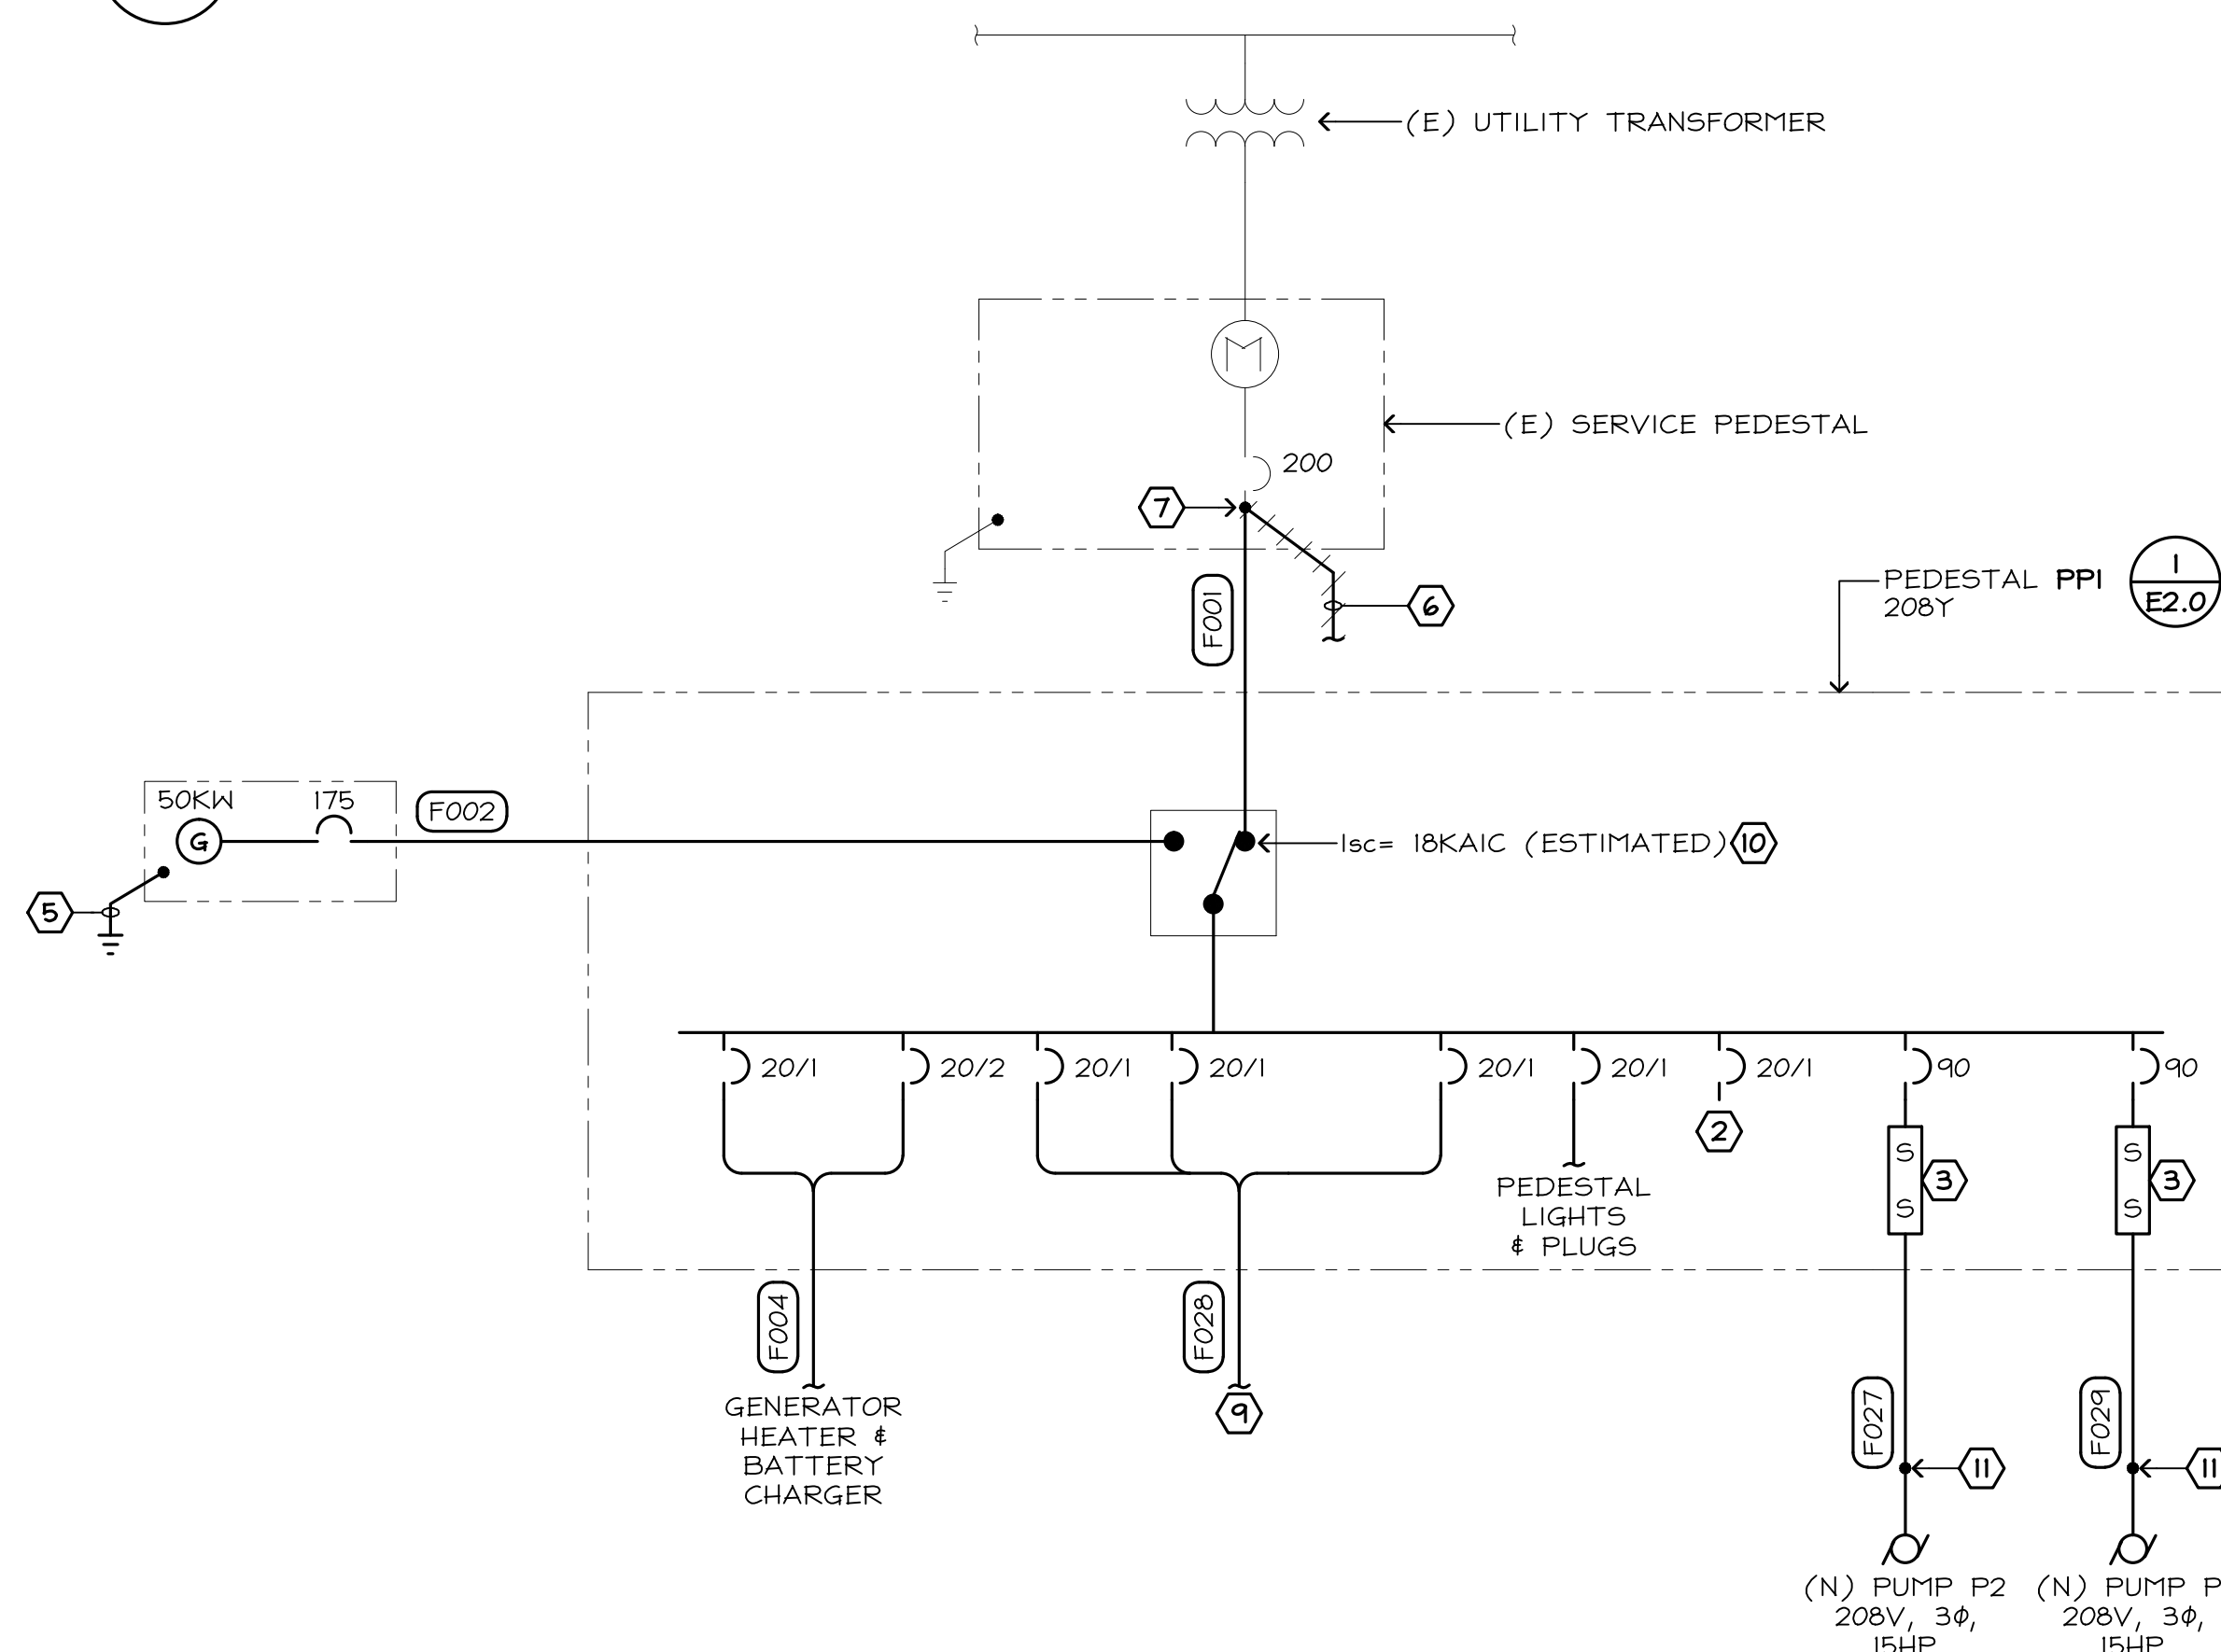 (E) UTILITY TRANSFORMER
M
(E) SERVICE PEDESTAL
200
7
F001
6
PEDESTAL PP1
208Y
1
E2.0
50KW
175
F002
G
5
Isc= 18KAIC (ESTIMATED)
10
20/1
20/2
20/1
20/1
20/1
20/1
20/1
90
90
2
S
S
3
S
S
3
PEDESTAL
LIGHTS
& PLUGS
F004
GENERATOR
HEATER &
BATTERY
CHARGER
F028
9
F027
11
F029
11
(N) PUMP P2
208V, 3Φ,
15HP
(N) PUMP P
208V, 3Φ,
15HP